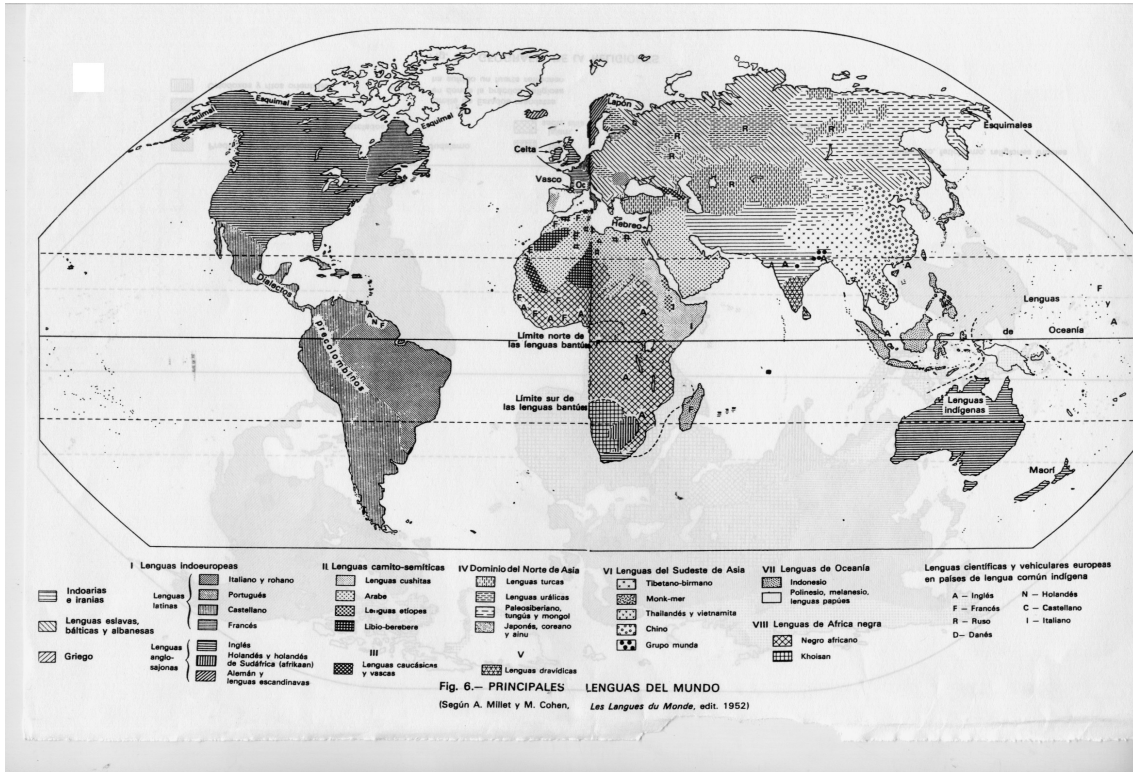 Esquimal
Esquimal
Esquimal
Lapón
Esquimales
Celta
Vasco
Oc
Hebreo
R
R
R
R
R
F
F
A
A
A
Dialectos
precolombinos
A N F
F
A
F
A
F
A
F
A
I
I
A
A
A
F
Límite norte de
las lenguas bantúes
Límite sur de
las lenguas bantúes
Lenguas
F
y
A
de
Oceanía
Lenguas
indígenas
Maorí
I Lenguas indoeuropeas
Indoarias
e iranias
Lenguas eslavas,
bálticas y albanesas
Griego
Lenguas
latinas
Italiano y rohano
Portugués
Castellano
Francés
Lenguas
anglo-
sajonas
Inglés
Holandés y holandés
de Sudáfrica (afrikaan)
Alemán y
lenguas escandinavas
II Lenguas camito-semíticas
Lenguas cushitas
Arabe
Lenguas etíopes
Libio-berebere
III
Lenguas caucásicas
y vascas
IV Dominio del Norte de Asia
Lenguas turcas
Lenguas urálicas
Paleosiberiano,
tungús y mongol
Japonés, coreano
y ainu
V
Lenguas dravídicas
VI Lenguas del Sudeste de Asia
Tibetano-birmano
Monk-mer
Thailandés y vietnamita
Chino
Grupo munda
VII Lenguas de Oceanía
Indonesio
Polinesio, melanesio,
lenguas papúes
VIII Lenguas de Africa negra
Negro africano
Khoisan
Lenguas científicas y vehiculares europeas
en países de lengua común indígena
A — Inglés
F — Francés
R — Ruso
D— Danés
N — Holandés
C — Castellano
I — Italiano
Fig. 6.— PRINCIPALES LENGUAS DEL MUNDO
(Según A. Millet y M. Cohen, Les Langues du Monde, edit. 1952)